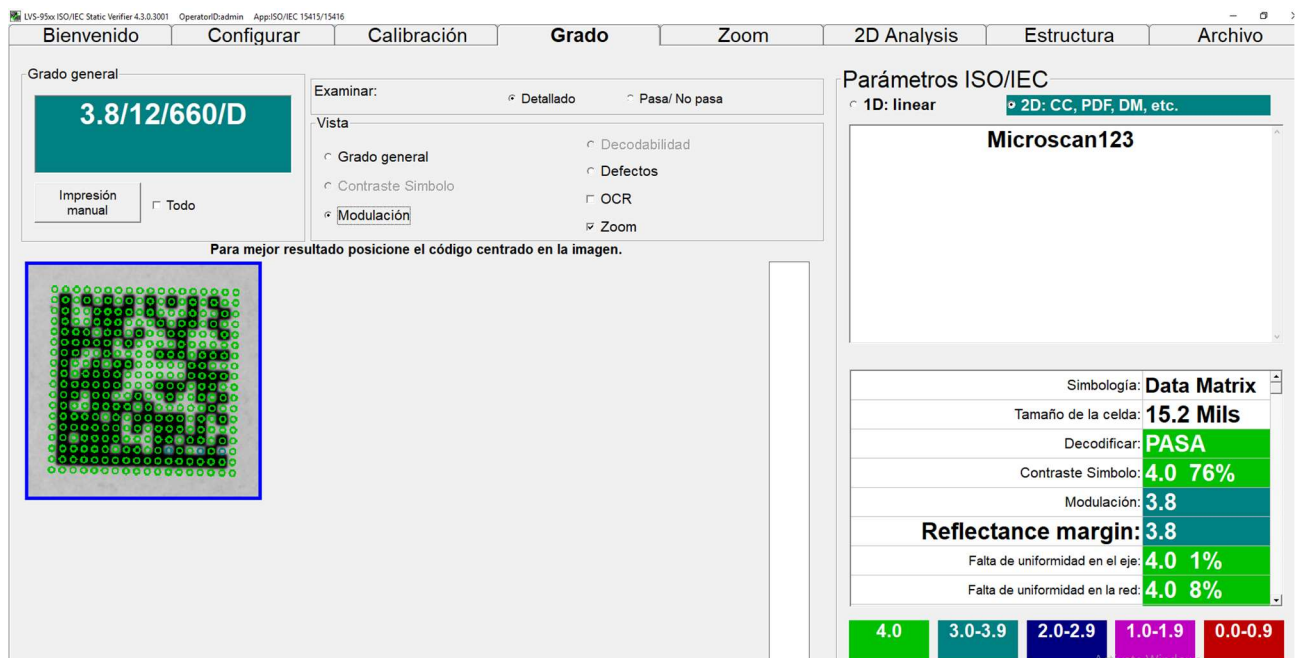 LVS-95xx ISO/IEC Static Verifier 4.3.0.3001 OperatorID:admin App:ISO/IEC 15415/15416
Bienvenido Configurar Calibración Grado Zoom 2D Analysis Estructura Archivo
Grado general
3.8/12/660/D
Impresión manual
Todo
Examinar:
Detallado Pasa/ No pasa
Vista
Grado general
Contraste Simbolo
Modulación
Decodabilidad
Defectos
OCR
Zoom
Para mejor resultado posicione el código centrado en la imagen.
Parámetros ISO/IEC
1D: linear 2D: CC, PDF, DM, etc.
Microscan123
Simbología: Data Matrix
Tamaño de la celda: 15.2 Mils
Decodificar: PASA
Contraste Simbolo: 4.0 76%
Modulación: 3.8
Reflectance margin: 3.8
Falta de uniformidad en el eje: 4.0 1%
Falta de uniformidad en la red: 4.0 8%
4.0 3.0-3.9 2.0-2.9 1.0-1.9 0.0-0.9